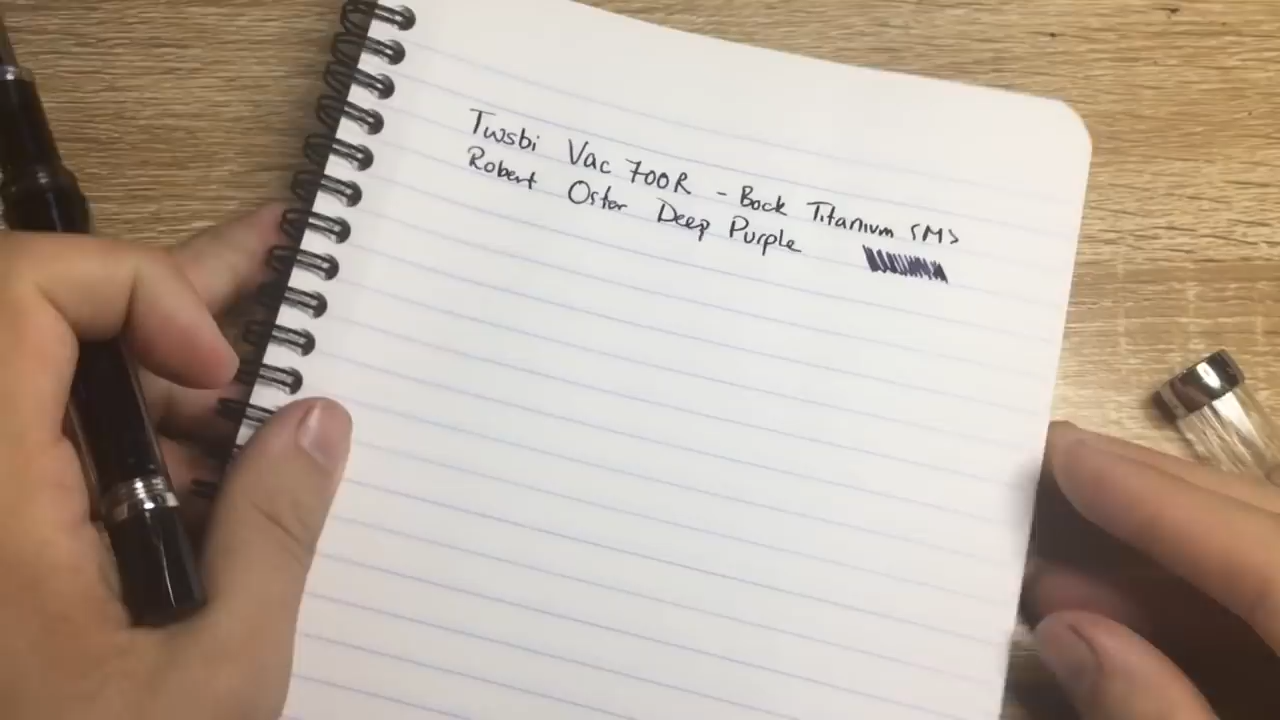 Twsbi Vac 700R - Bock Titanium <M>
Robert Oster Deep Purple